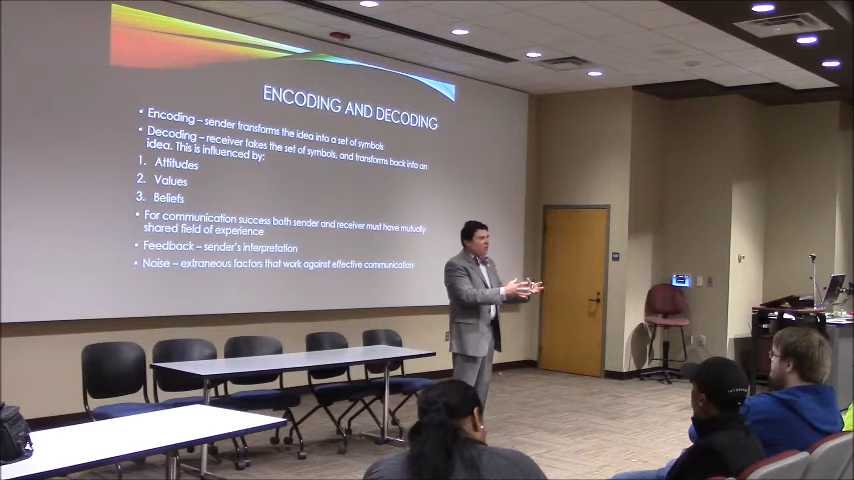 ENCODING AND DECODING
• Encoding – sender transforms the idea into a set of symbols
• Decoding – receiver takes the set of symbols, and transforms back into an
idea. This is influenced by:
1. Attitudes
2. Values
3. Beliefs
• For communication success both sender and receiver must have mutually
shared field of experience
• Feedback – sender's interpretation
• Noise – extraneous factors that work against effective communication